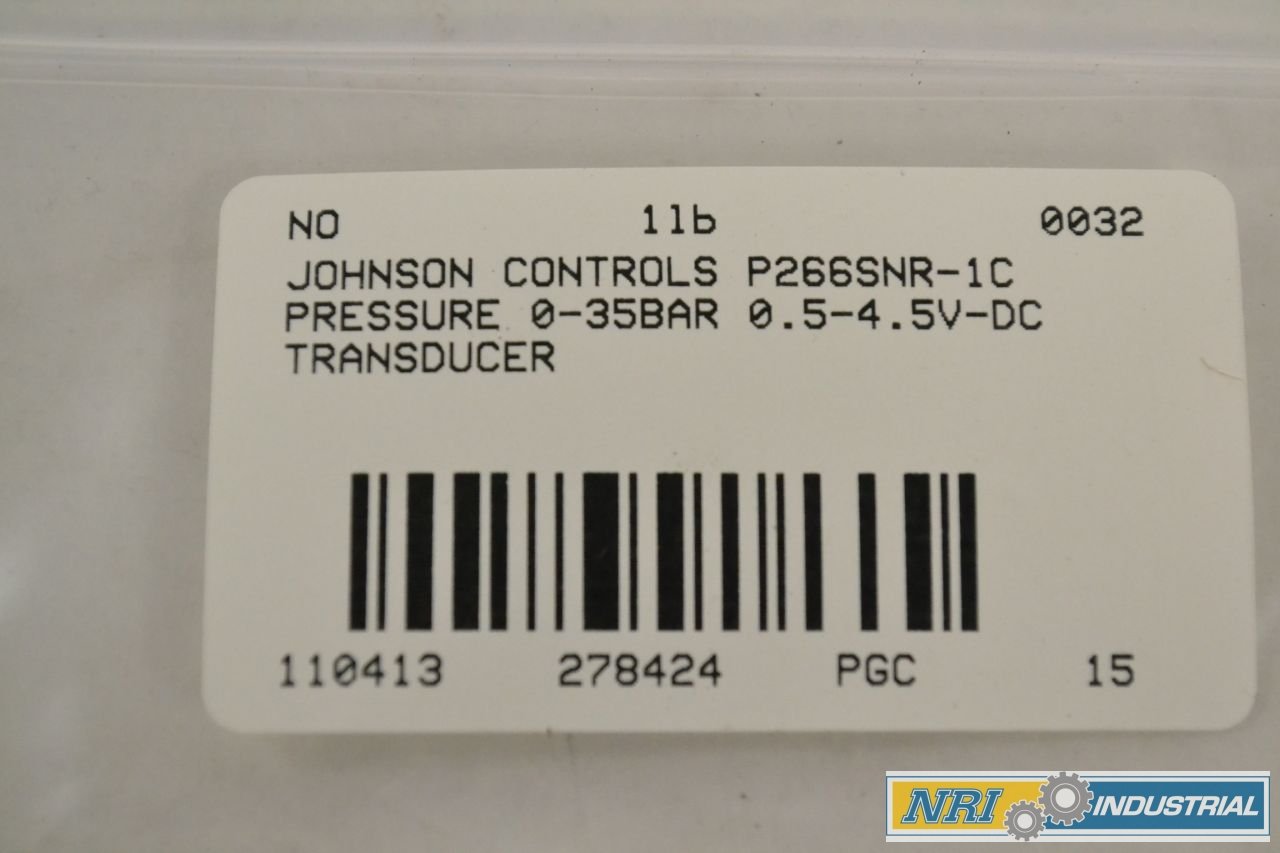 NO 1lb 0032
JOHNSON CONTROLS P266SNR-1C
PRESSURE 0-35BAR 0.5-4.5V-DC
TRANSDUCER
110413 278424 PGC 15
NRI INDUSTRIAL